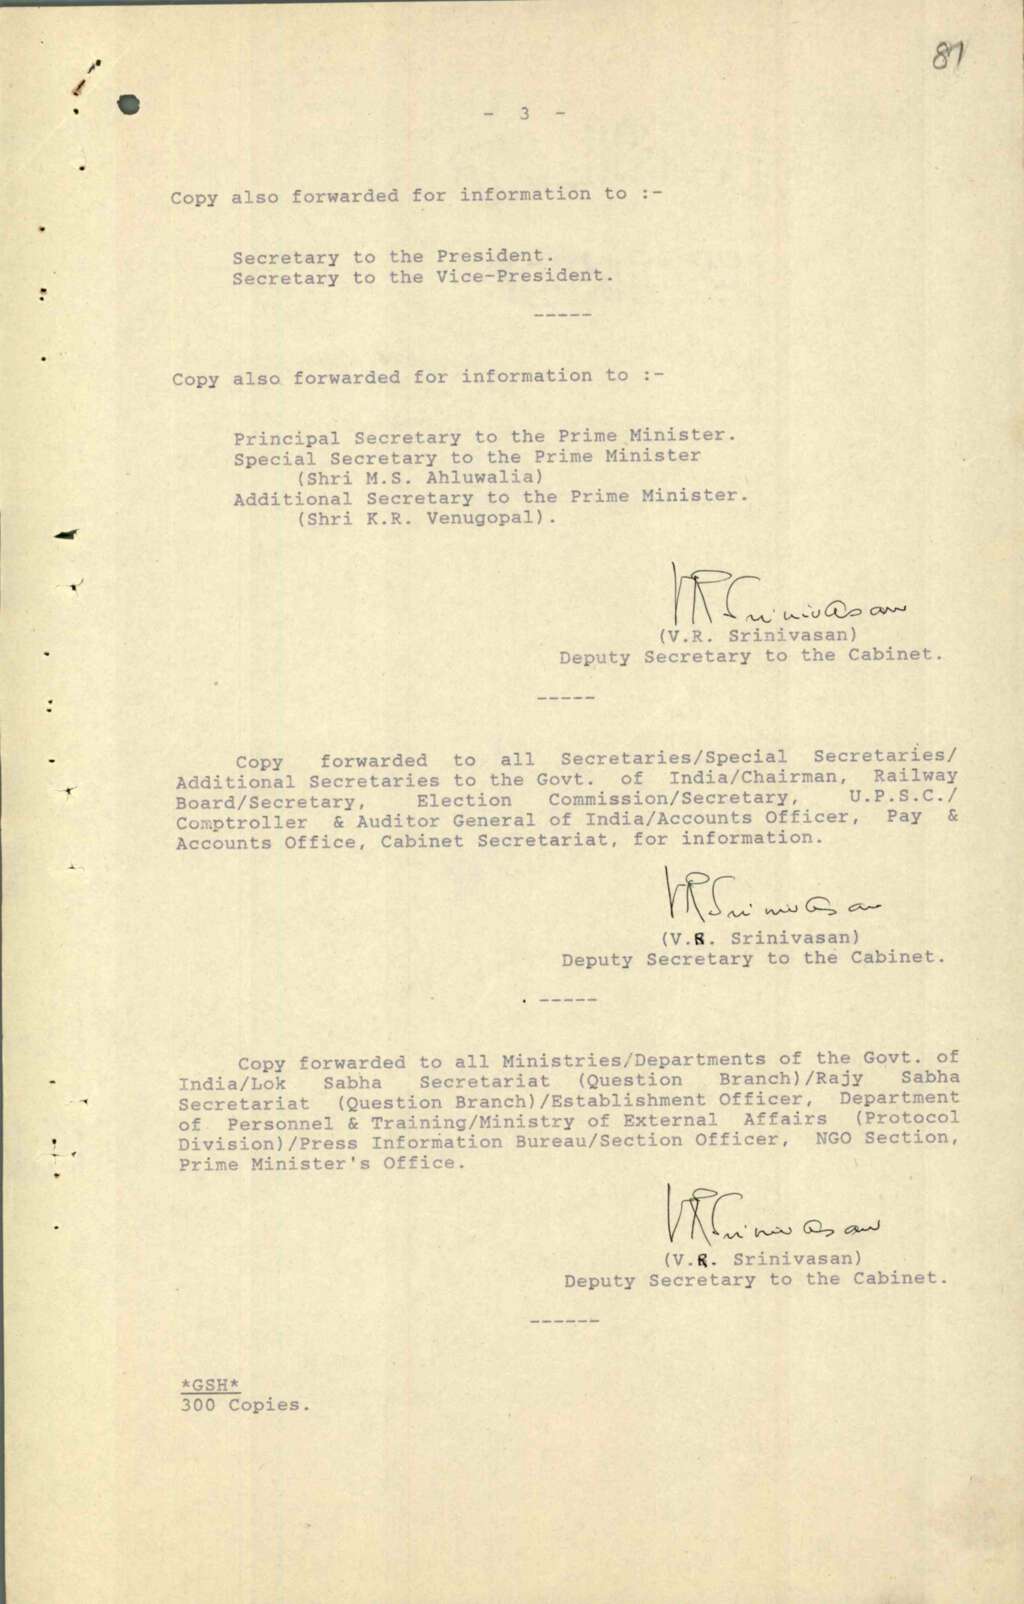 87
- 3 -
Copy also forwarded for information to :-
Secretary to the President.
Secretary to the Vice-President.
-----
Copy also forwarded for information to :-
Principal Secretary to the Prime Minister.
Special Secretary to the Prime Minister
(Shri M.S. Ahluwalia)
Additional Secretary to the Prime Minister.
(Shri K.R. Venugopal).
VR Srinivasan
(V.R. Srinivasan)
Deputy Secretary to the Cabinet.
-----
Copy forwarded to all Secretaries/Special Secretaries/
Additional Secretaries to the Govt. of India/Chairman, Railway
Board/Secretary, Election Commission/Secretary, U.P.S.C./
Comptroller & Auditor General of India/Accounts Officer, Pay &
Accounts Office, Cabinet Secretariat, for information.
VR Srinivasan
(V.R. Srinivasan)
Deputy Secretary to the Cabinet.
-----
Copy forwarded to all Ministries/Departments of the Govt. of
India/Lok Sabha Secretariat (Question Branch)/Rajy Sabha
Secretariat (Question Branch)/Establishment Officer, Department
of Personnel & Training/Ministry of External Affairs (Protocol
Division)/Press Information Bureau/Section Officer, NGO Section,
Prime Minister's Office.
VR Srinivasan
(V.R. Srinivasan)
Deputy Secretary to the Cabinet.
------
*GSH*
300 Copies.